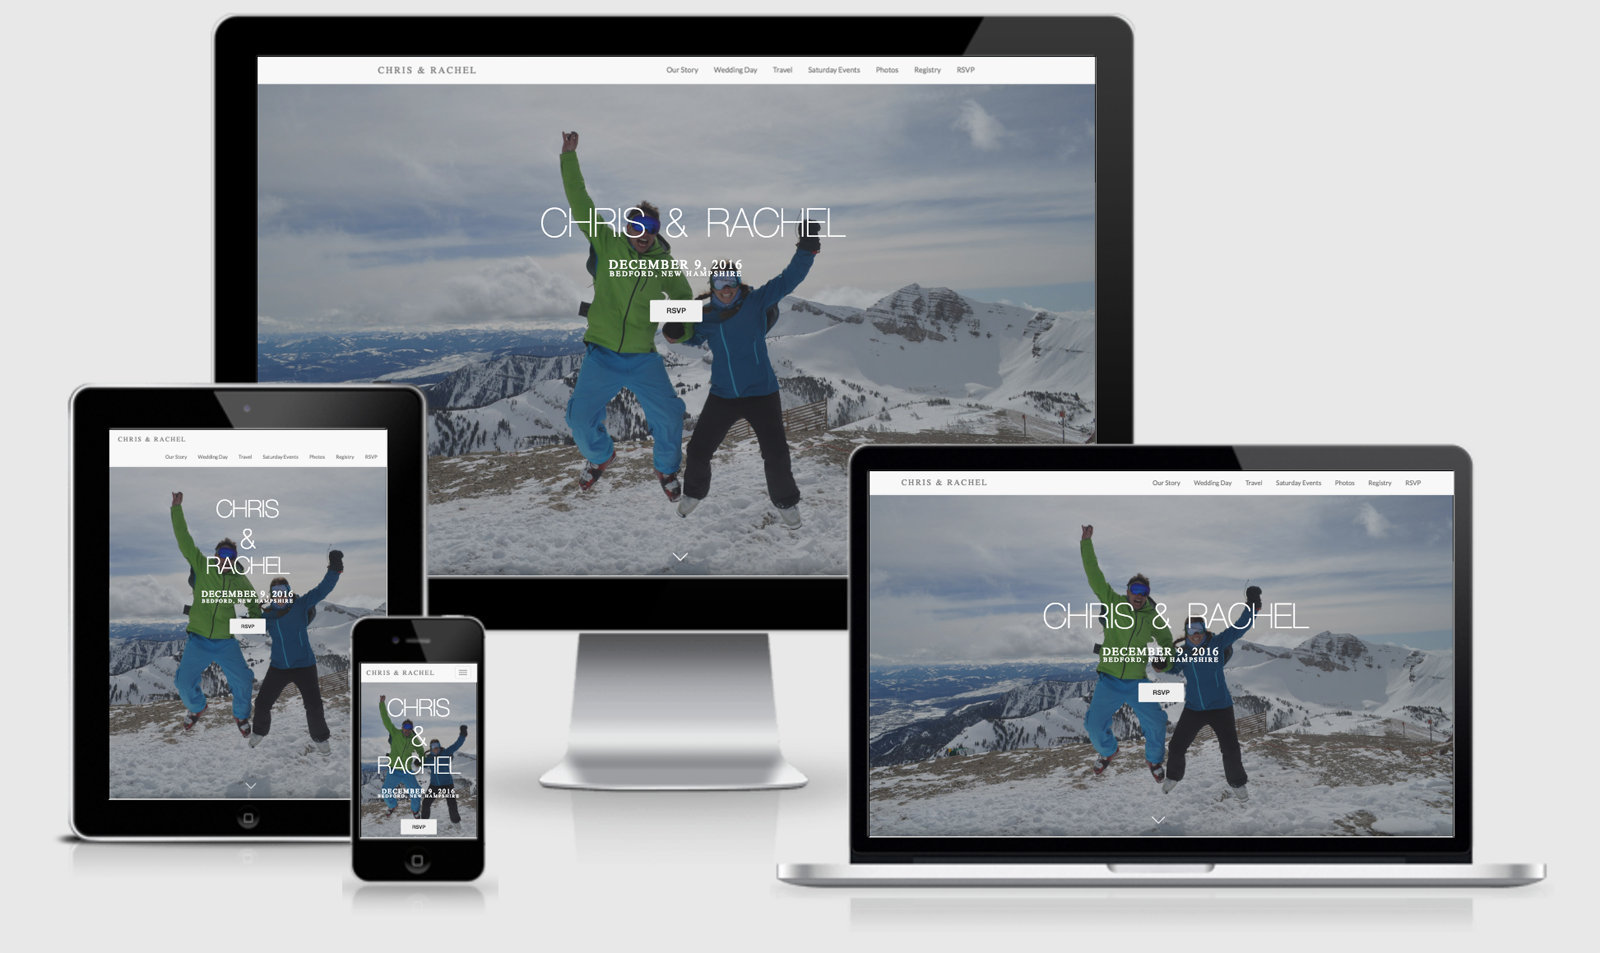 CHRIS & RACHEL
Our Story Wedding Day Travel Saturday Events Photos Registry RSVP
CHRIS & RACHEL
DECEMBER 9, 2016
BEDFORD, NEW HAMPSHIRE
RSVP
CHRIS & RACHEL
Our Story Wedding Day Travel Saturday Events Photos Registry RSVP
CHRIS
&
RACHEL
DECEMBER 9, 2016
BEDFORD, NEW HAMPSHIRE
RSVP
CHRIS & RACHEL
CHRIS
&
RACHEL
DECEMBER 9, 2016
BEDFORD, NEW HAMPSHIRE
RSVP
CHRIS & RACHEL
Our Story Wedding Day Travel Saturday Events Photos Registry RSVP
CHRIS & RACHEL
DECEMBER 9, 2016
BEDFORD, NEW HAMPSHIRE
RSVP